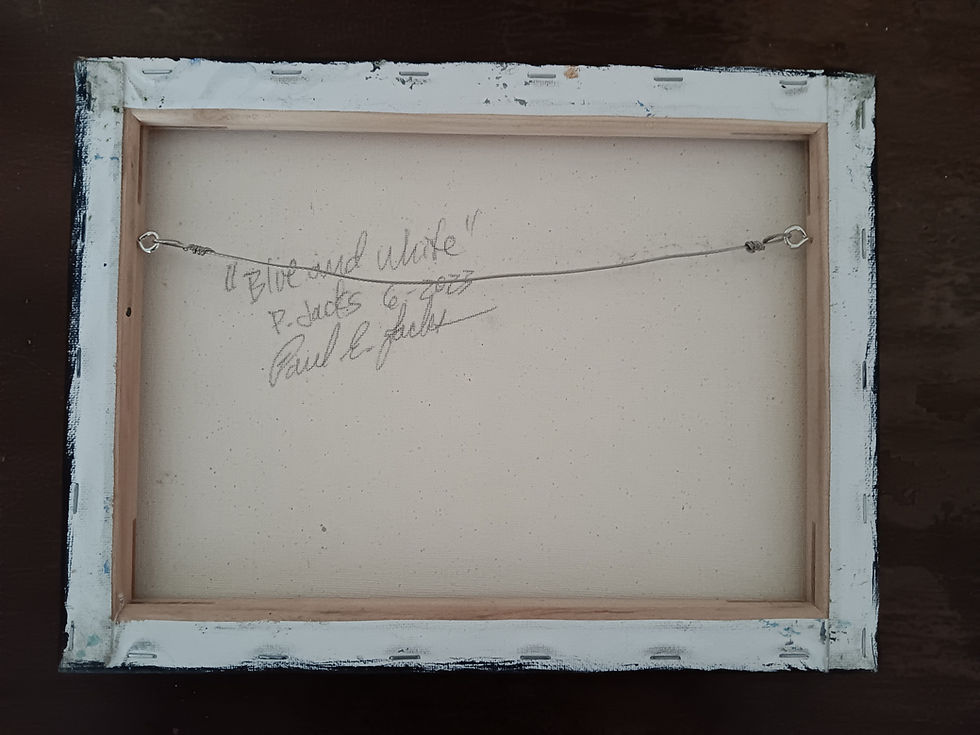 "Blue and White"
P. Jacks 6-2023
Paul E. Jacks